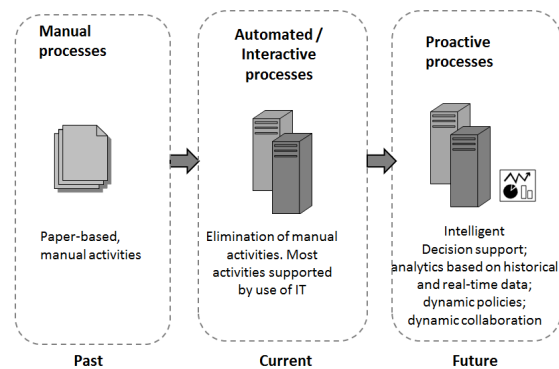 Manual
processes
Paper-based,
manual activities
Past
Automated /
Interactive
processes
Elimination of manual
activities. Most
activities supported
by use of IT
Current
Proactive
processes
Intelligent
Decision support;
analytics based on historical
and real-time data;
dynamic policies;
dynamic collaboration
Future